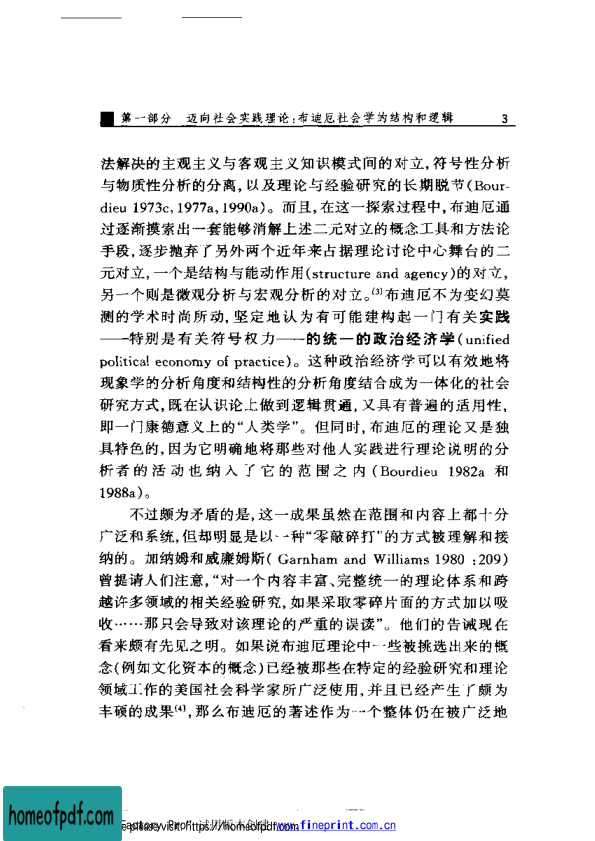 第一部分 迈向社会实践理论:布迪厄社会学的结构和逻辑 3
法解决的主观主义与客观主义知识模式间的对立,符号性分析
与物质性分析的分离,以及理论与经验研究的长期脱节(Bour-
dieu 1973c,1977a,1990a)。而且,在这一探索过程中,布迪厄通
过逐渐摸索出一套能够消解上述二元对立的概念工具和方法论
手段,逐步抛弃了另外两个近年来占据理论讨论中心舞台的二
元对立,一个是结构与能动作用(structure and agency)的对立,
另一个则是微观分析与宏观分析的对立。[3]布迪厄不为变幻莫
测的学术时尚所动,坚定地认为有可能建构起一门有关实践
——特别是有关符号权力——的统一的政治经济学(unified
political economy of practice)。这种政治经济学可以有效地将
现象学的分析角度和结构性的分析角度结合成为一体化的社会
研究方式,既在认识论上做到逻辑贯通,又具有普遍的适用性,
即一门康德意义上的“人类学”。但同时,布迪厄的理论又是独
具特色的,因为它明确地将那些对他人实践进行理论说明的分
析者的活动也纳入了它的范围之内(Bourdieu 1982a 和
1988a)。
不过颇为矛盾的是,这一成果虽然在范围和内容上都十分
广泛和系统,但却明显是以一种“零敲碎打”的方式被理解和接
纳的。加纳姆和威廉姆斯( Garnham and Williams 1980 :209)
曾提请人们注意,“对一个内容丰富、完整统一的理论体系和跨
越许多领域的相关经验研究,如果采取零碎片面的方式加以吸
收……那只会导致对该理论的严重的误读”。他们的告诫现在
看来颇有先见之明。如果说布迪厄理论中一些被挑选出来的概
念(例如文化资本的概念)已经被那些在特定的经验研究和理论
领域工作的美国社会科学家所广泛使用,并且已经产生了颇为
丰硕的成果[4],那么布迪厄的著述作为一个整体仍在被广泛地
homeofpdf.com
Factory Pro" 试用版本创建 www.fineprint.com.cn
e please visit: https://homeofpdf.com